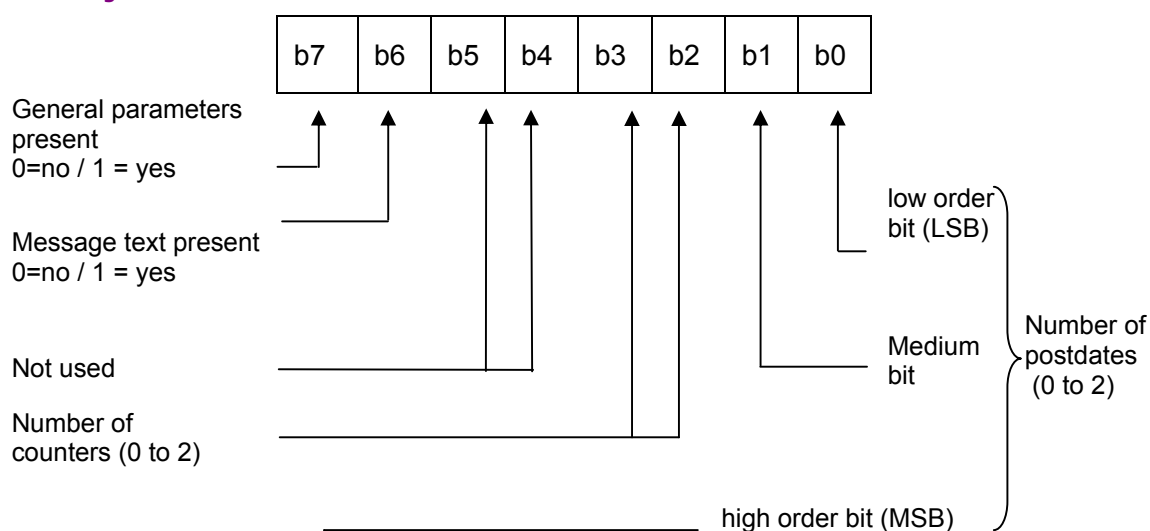 b7 b6 b5 b4 b3 b2 b1 b0
General parameters
present
0=no / 1 = yes
Message text present
0=no / 1 = yes
Not used
Number of
counters (0 to 2)
low order
bit (LSB)
Medium
bit
high order bit (MSB)
Number of
postdates
(0 to 2)